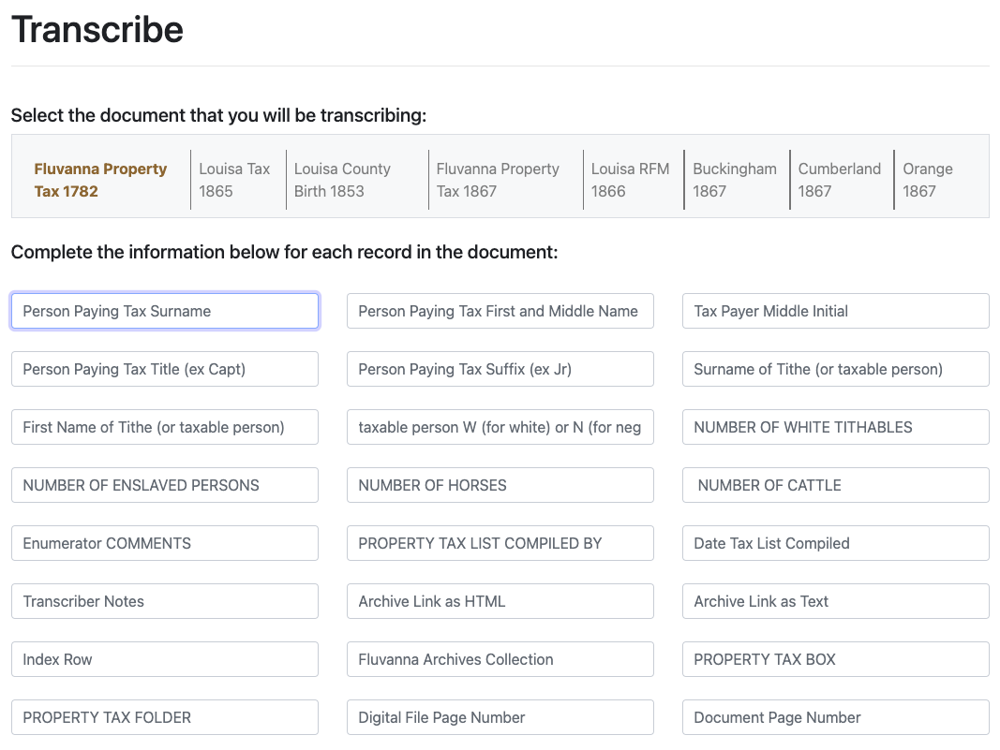 Transcribe
Select the document that you will be transcribing:
Fluvanna Property Tax 1782
Louisa Tax 1865
Louisa County Birth 1853
Fluvanna Property Tax 1867
Louisa RFM 1866
Buckingham 1867
Cumberland 1867
Orange 1867
Complete the information below for each record in the document:
Person Paying Tax Surname
Person Paying Tax First and Middle Name
Tax Payer Middle Initial
Person Paying Tax Title (ex Capt)
Person Paying Tax Suffix (ex Jr)
Surname of Tithe (or taxable person)
First Name of Tithe (or taxable person)
taxable person W (for white) or N (for neg
NUMBER OF WHITE TITHABLES
NUMBER OF ENSLAVED PERSONS
NUMBER OF HORSES
NUMBER OF CATTLE
Enumerator COMMENTS
PROPERTY TAX LIST COMPILED BY
Date Tax List Compiled
Transcriber Notes
Archive Link as HTML
Archive Link as Text
Index Row
Fluvanna Archives Collection
PROPERTY TAX BOX
PROPERTY TAX FOLDER
Digital File Page Number
Document Page Number